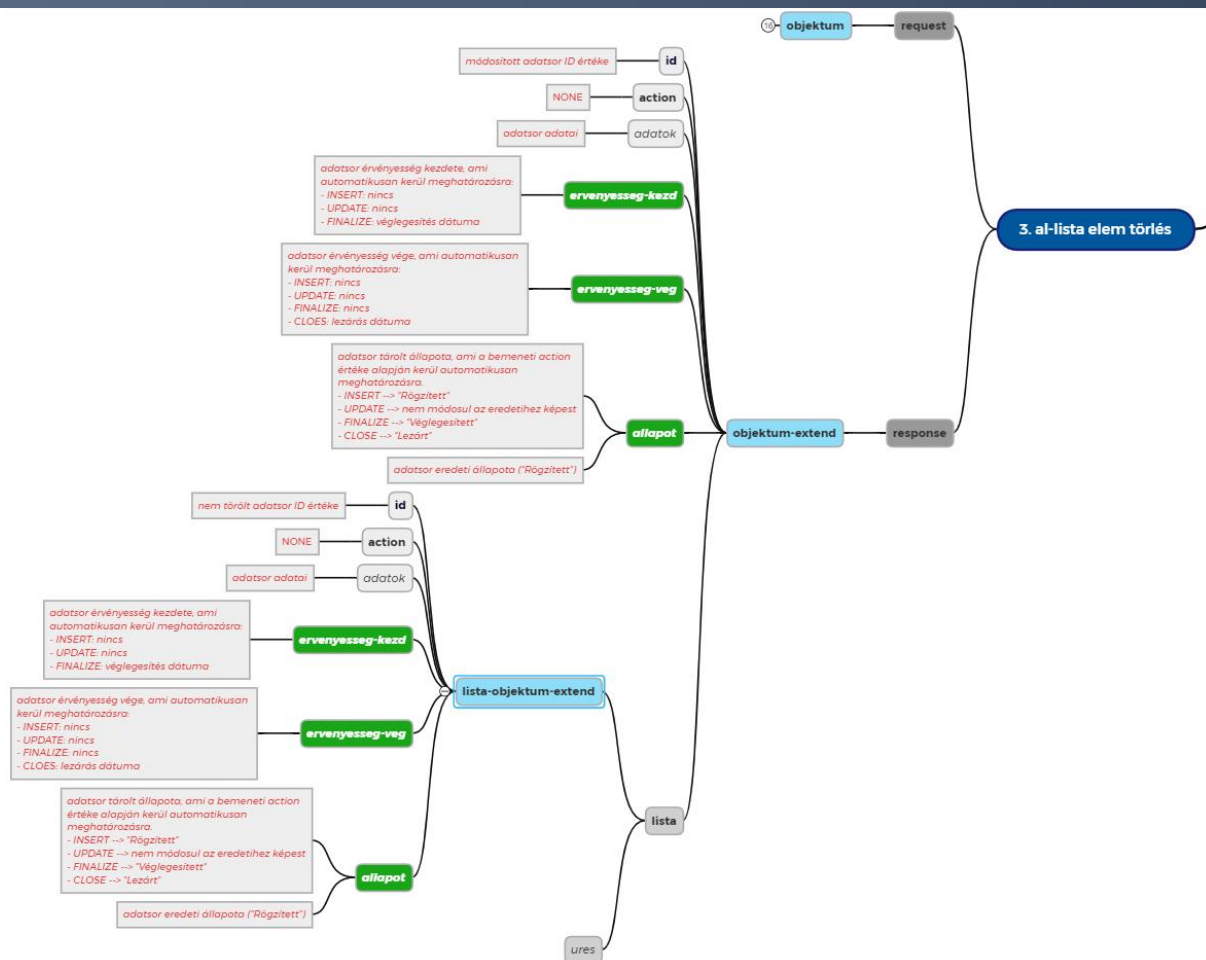 objektum
request
16
módosított adatsor ID értéke
id
NONE
action
adatsor adatai
adatok
adatsor érvényesség kezdete, ami
automatikusan kerül meghatározásra:
- INSERT: nincs
- UPDATE: nincs
- FINALIZE: véglegesítés dátuma
ervenyesseg-kezd
3. al-lista elem törlés
adatsor érvényesség vége, ami automatikusan
kerül meghatározásra:
- INSERT: nincs
- UPDATE: nincs
- FINALIZE: nincs
- CLOES: lezárás dátuma
ervenyesseg-veg
adatsor tárolt állapota, ami a bemeneti action
értéke alapján kerül automatikusan
meghatározásra.
- INSERT --> "Rögzített"
- UPDATE --> nem módosul az eredetihez képest
- FINALIZE --> "Véglegesített"
- CLOSE --> "Lezárt"
allapot
objektum-extend
response
adatsor eredeti állapota ("Rögzített")
nem törölt adatsor ID értéke
id
NONE
action
adatsor adatai
adatok
adatsor érvényesség kezdete, ami
automatikusan kerül meghatározásra:
- INSERT: nincs
- UPDATE: nincs
- FINALIZE: véglegesítés dátuma
ervenyesseg-kezd
lista-objektum-extend
adatsor érvényesség vége, ami automatikusan
kerül meghatározásra:
- INSERT: nincs
- UPDATE: nincs
- FINALIZE: nincs
- CLOES: lezárás dátuma
ervenyesseg-veg
adatsor tárolt állapota, ami a bemeneti action
értéke alapján kerül automatikusan
meghatározásra.
- INSERT --> "Rögzített"
- UPDATE --> nem módosul az eredetihez képest
- FINALIZE --> "Véglegesített"
- CLOSE --> "Lezárt"
allapot
lista
adatsor eredeti állapota ("Rögzített")
ures